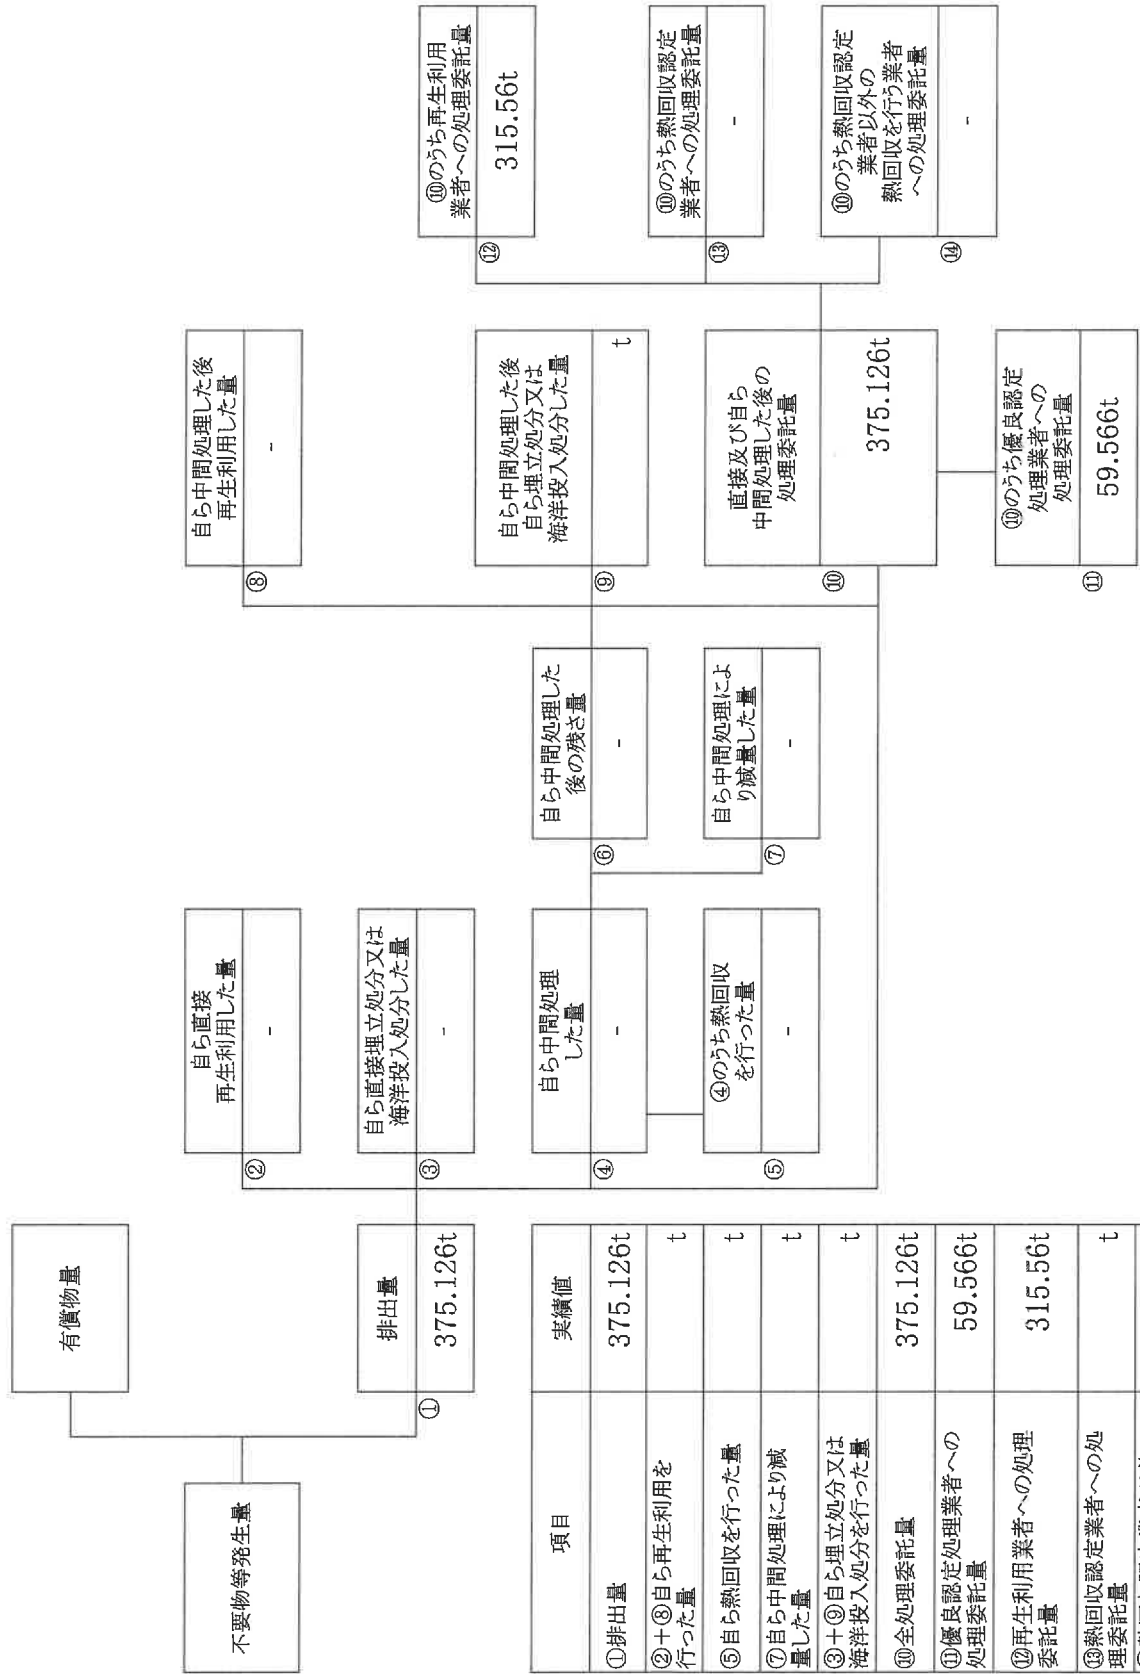 不要物等発生量
有償物量
①
排出量
375.126t
②
自ら直接
再生利用した量
-
③
自ら直接埋立処分又は
海洋投入処分した量
-
④
自ら中間処理
した量
-
⑤
④のうち熱回収
を行った量
-
⑥
自ら中間処理した
後の残さ量
-
⑦
自ら中間処理によ
り減量した量
-
⑧
自ら中間処理した後
再生利用した量
-
⑨
自ら中間処理した後
自ら埋立処分又は
海洋投入処分した量
t
⑩
直接及び自ら
中間処理した後の
処理委託量
375.126t
⑪
⑩のうち優良認定
処理業者への
処理委託量
59.566t
⑫
⑩のうち再生利用
業者への処理委託量
315.56t
⑬
⑩のうち熱回収認定
業者への処理委託量
-
⑭
⑩のうち熱回収認定
業者以外の
熱回収を行う業者
への処理委託量
-
項目 実績値
①排出量 375.126t
②+⑧自ら再生利用を
行った量 t
⑤自ら熱回収を行った量 t
⑦自ら中間処理により減
量した量 t
③+⑨自ら埋立処分又は
海洋投入処分を行った量 t
⑩全処理委託量 375.126t
⑪優良認定処理業者への
処理委託量 59.566t
⑫再生利用業者への処理
委託量 315.56t
⑬熱回収認定業者への処
理委託量 t